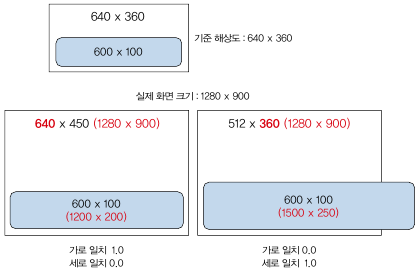 640 x 360
600 x 100
기준 해상도 : 640 x 360
실제 화면 크기 : 1280 x 900
640 x 450 (1280 x 900)
600 x 100
(1200 x 200)
가로 일치 1.0
세로 일치 0.0
512 x 360 (1280 x 900)
600 x 100
(1500 x 250)
가로 일치 0.0
세로 일치 1.0